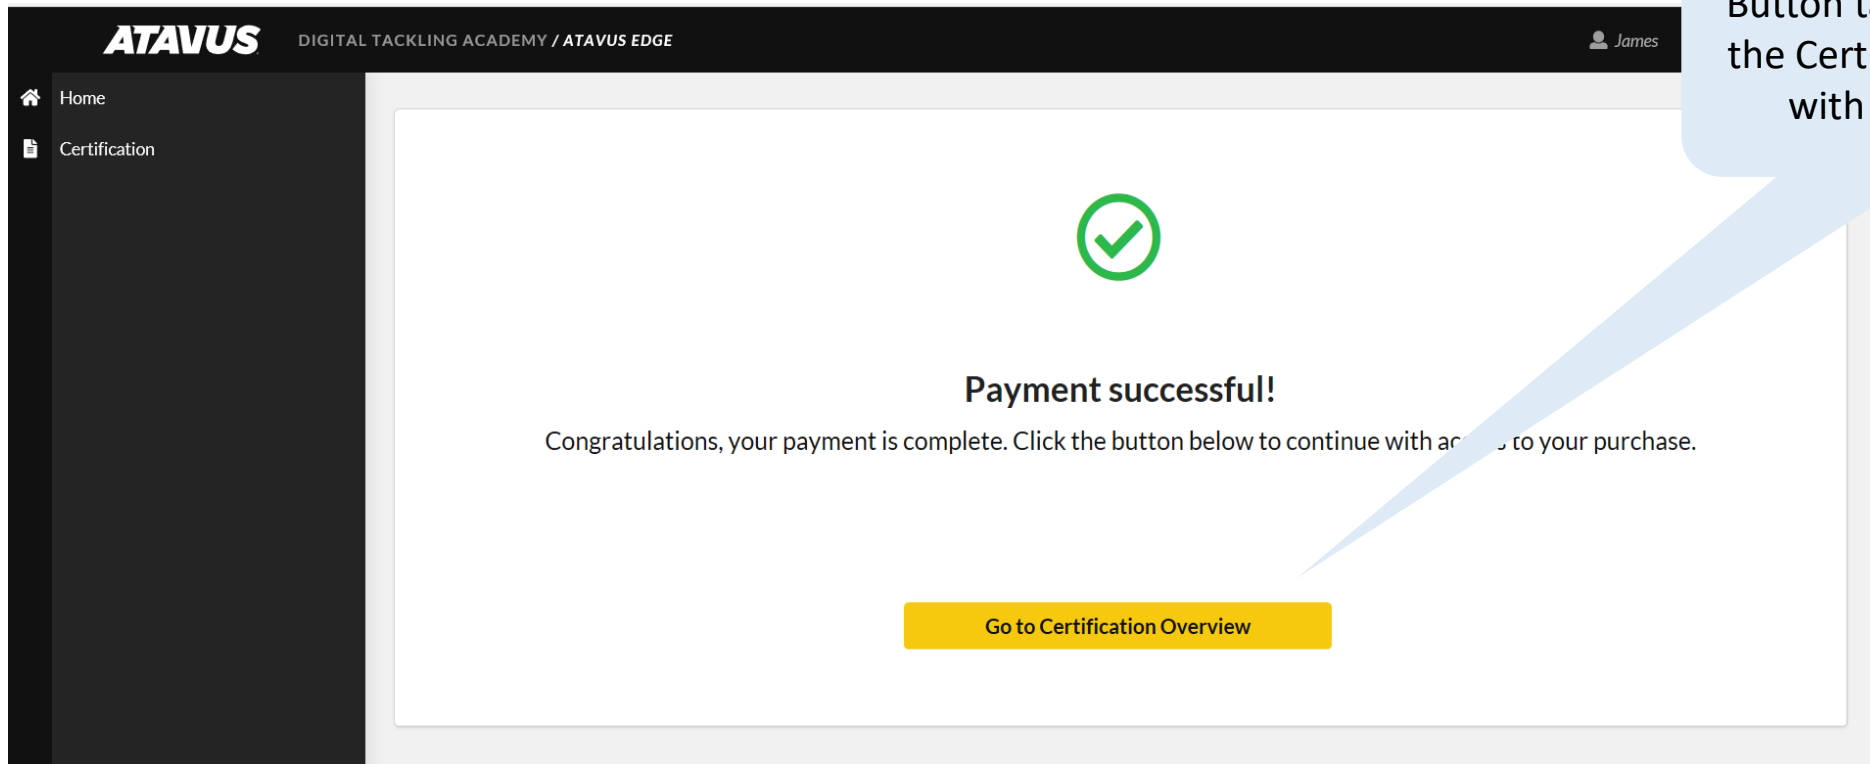 ATAVUS
DIGITAL TACKLING ACADEMY / ATAVUS EDGE
James
Button
the Cert
with
Home
Certification
Payment successful!
Congratulations, your payment is complete. Click the button below to continue with to your purchase.
Go to Certification Overview